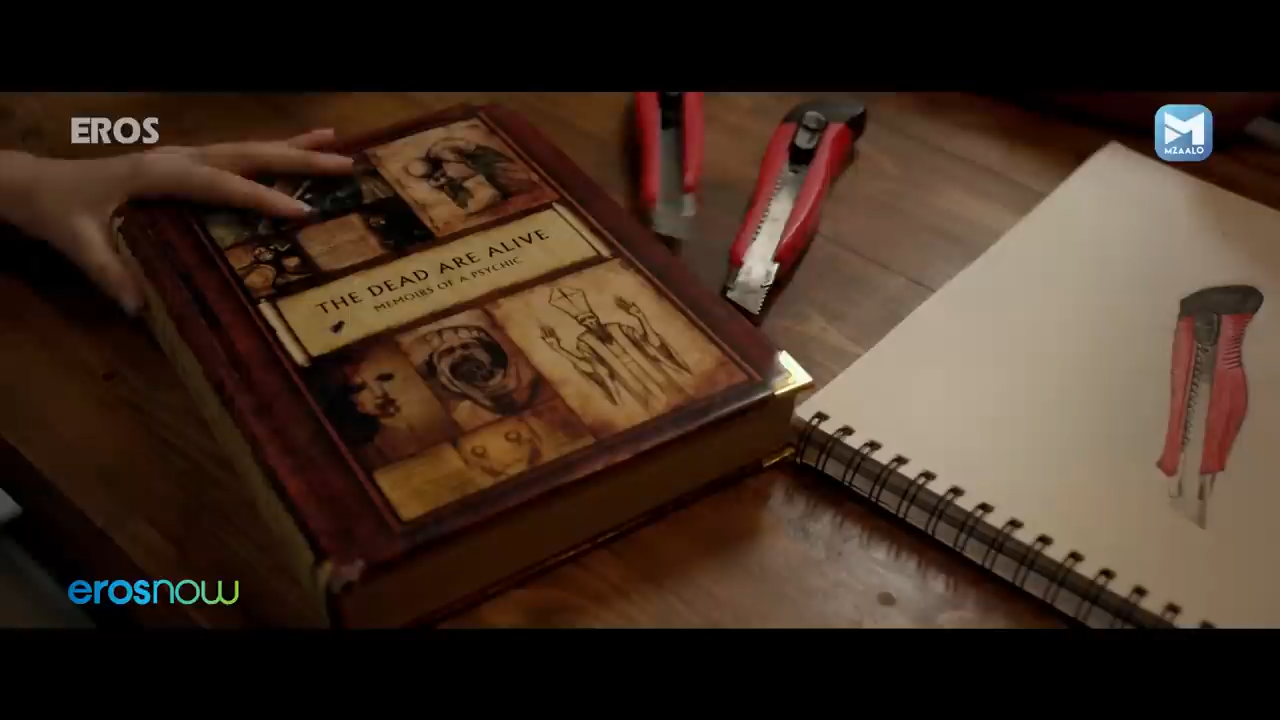 EROS
MZAALO
THE DEAD ARE ALIVE
MEMOIRS OF A PSYCHIC
erosnow